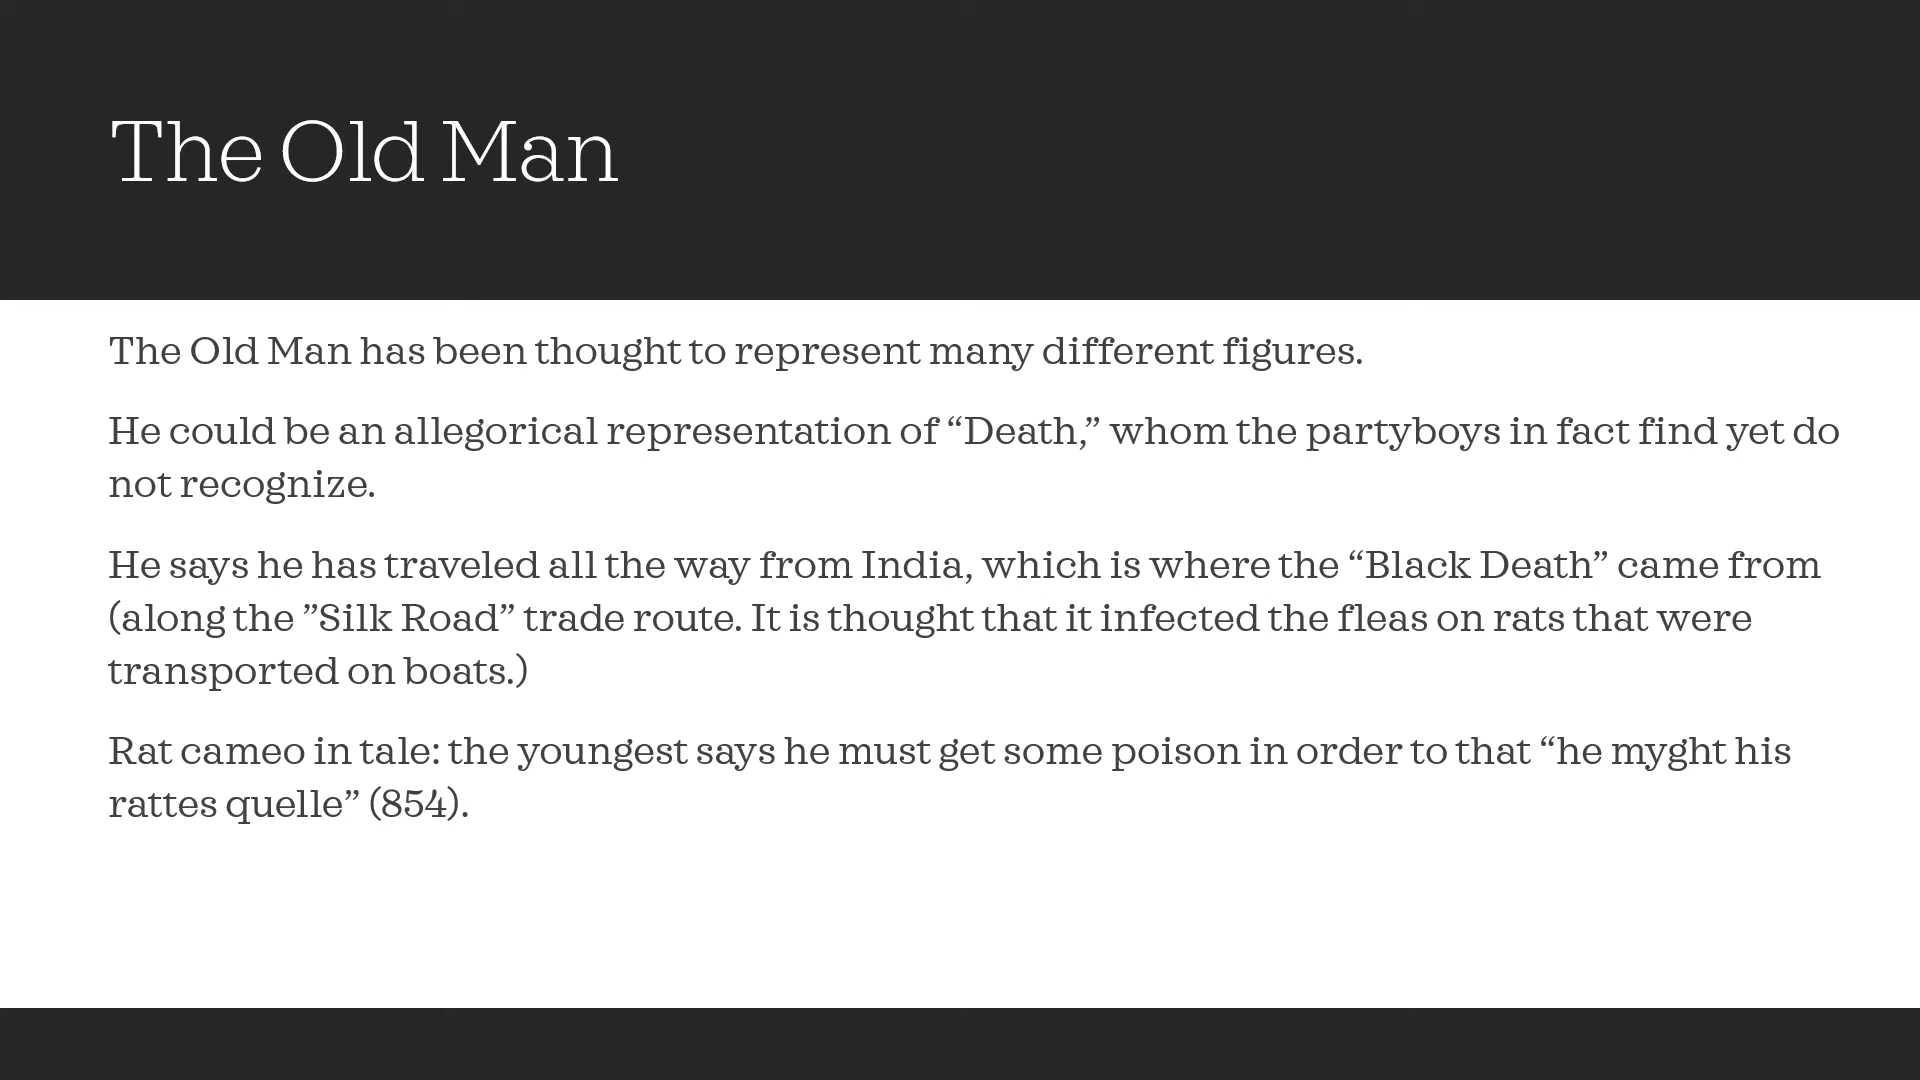 The Old Man
The Old Man has been thought to represent many different figures.
He could be an allegorical representation of “Death,” whom the partyboys in fact find yet do
not recognize.
He says he has traveled all the way from India, which is where the “Black Death” came from
(along the ”Silk Road” trade route. It is thought that it infected the fleas on rats that were
transported on boats.)
Rat cameo in tale: the youngest says he must get some poison in order to that “he myght his
rattes quelle” (854).